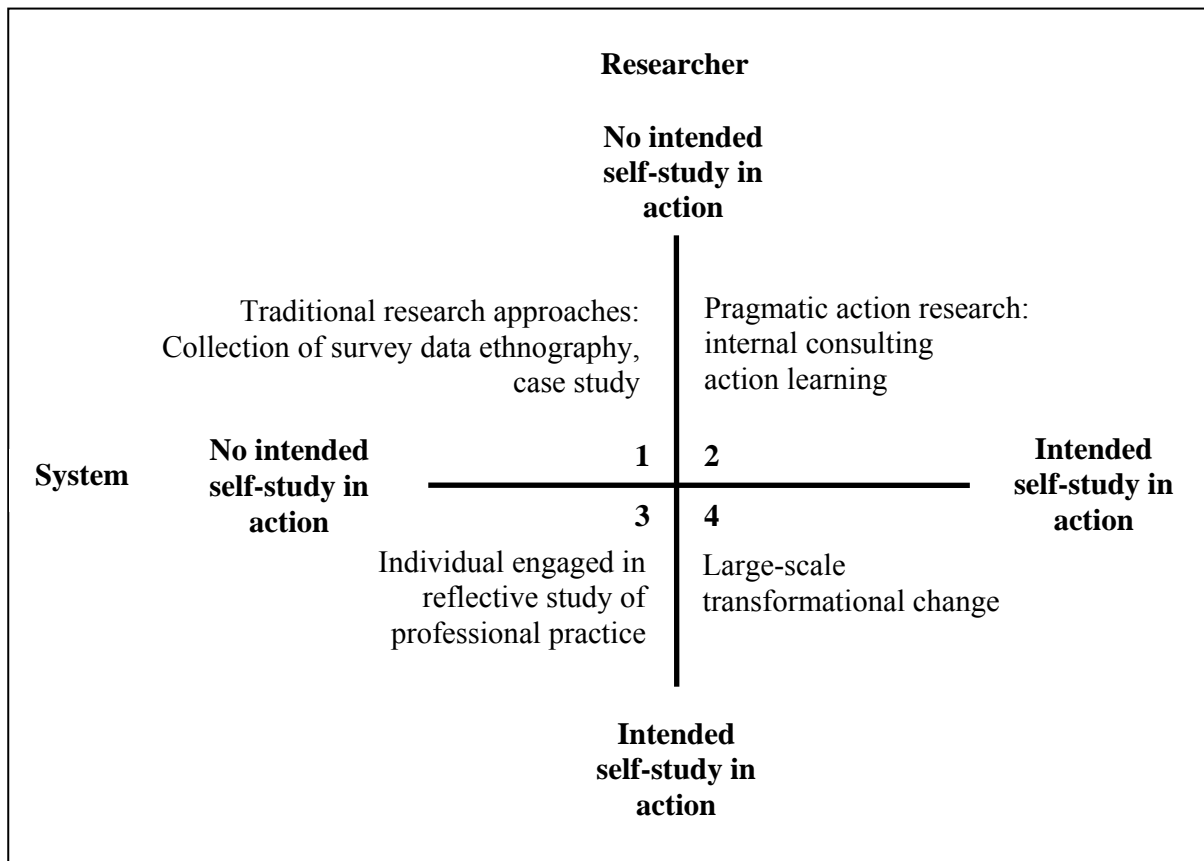 Researcher
No intended
self-study in
action
Traditional research approaches:
Collection of survey data ethnography,
case study
Pragmatic action research:
internal consulting
action learning
System
No intended
self-study in
action
1
2
Intended
self-study in
action
3
4
Individual engaged in
reflective study of
professional practice
Large-scale
transformational change
Intended
self-study in
action